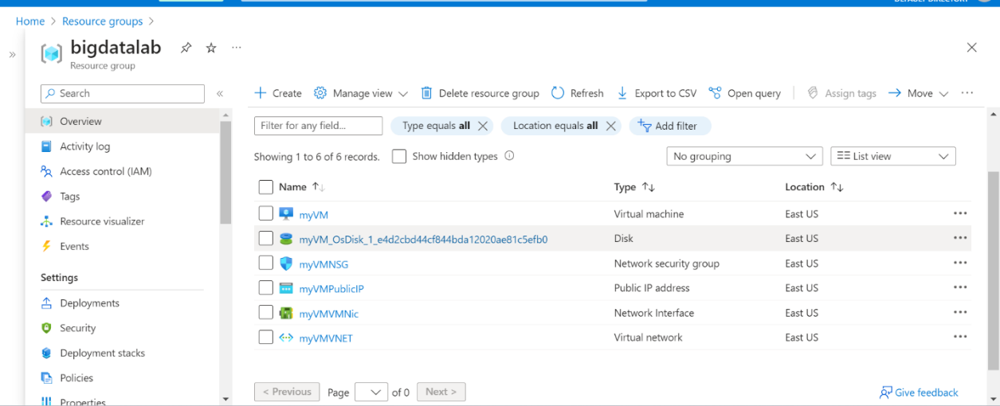 DEFAULT DIRECTORY
Home > Resource groups >
bigdatalab
Resource group
Search
+ Create Manage view Delete resource group Refresh Export to CSV Open query Assign tags Move
Overview
Activity log
Access control (IAM)
Tags
Resource visualizer
Events
Settings
Deployments
Security
Deployment stacks
Policies
Properties
Filter for any field... Type equals all Location equals all Add filter
Showing 1 to 6 of 6 records. Show hidden types No grouping List view
Name Type Location
myVM Virtual machine East US
myVM_OsDisk_1_e4d2cbd44cf844bda12020ae81c5efb0 Disk East US
myVMNSG Network security group East US
myVMPublicIP Public IP address East US
myVMVMNic Network Interface East US
myVMVNET Virtual network East US
< Previous Page of 0 Next >
Give feedback